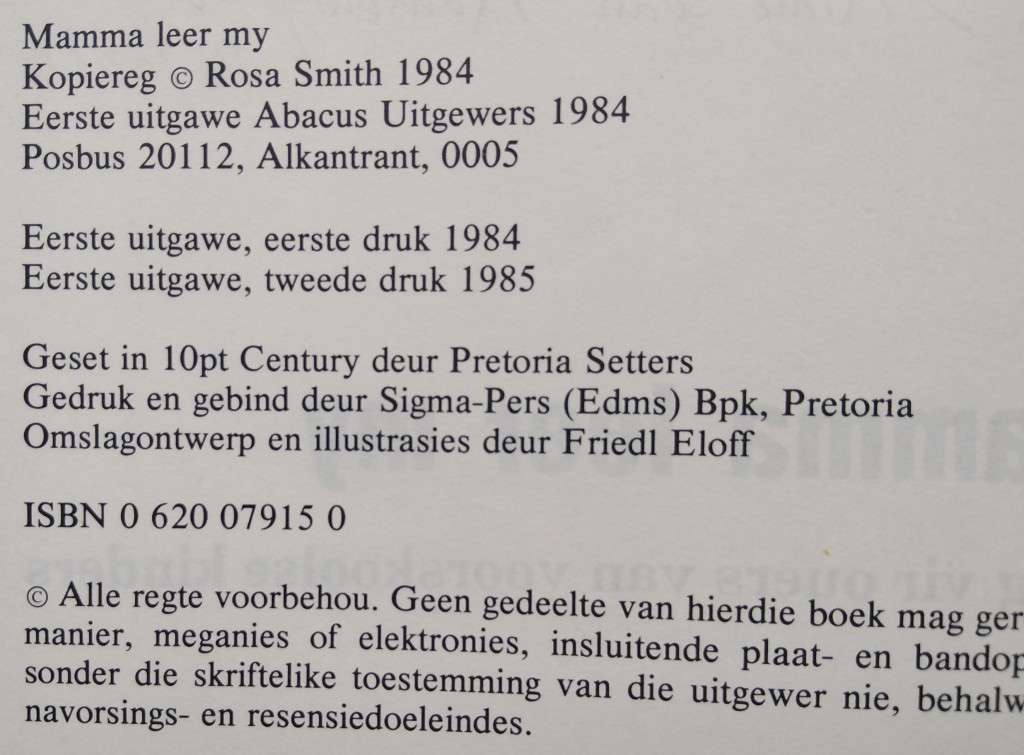 Mamma leer my
Kopiereg © Rosa Smith 1984
Eerste uitgawe Abacus Uitgewers 1984
Posbus 20112, Alkantrant, 0005
Eerste uitgawe, eerste druk 1984
Eerste uitgawe, tweede druk 1985
Geset in 10pt Century deur Pretoria Setters
Gedruk en gebind deur Sigma-Pers (Edms) Bpk, Pretoria
Omslagontwerp en illustrasies deur Friedl Eloff
ISBN 0 620 07915 0
© Alle regte voorbehou. Geen gedeelte van hierdie boek mag ger
manier, meganies of elektronies, insluitende plaat- en bandop
sonder die skriftelike toestemming van die uitgewer nie, behalw
navorsings- en resensiedoeleindes.